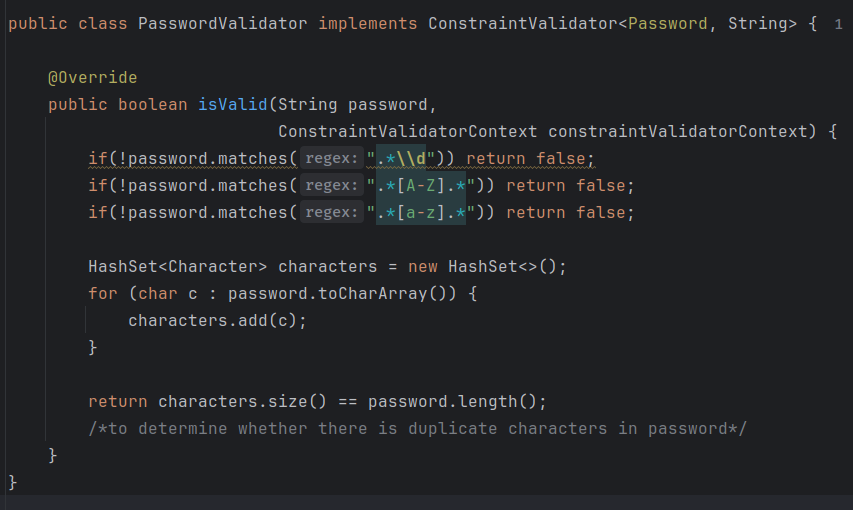 public class PasswordValidator implements ConstraintValidator<Password, String> { 1
@Override
public boolean isValid(String password,
ConstraintValidatorContext constraintValidatorContext) {
if(!password.matches( regex: ".*\\d")) return false;
if(!password.matches( regex: ".*[A-Z].*")) return false;
if(!password.matches( regex: ".*[a-z].*")) return false;
HashSet<Character> characters = new HashSet<>();
for (char c : password.toCharArray()) {
characters.add(c);
}
return characters.size() == password.length();
/*to determine whether there is duplicate characters in password*/
}
}